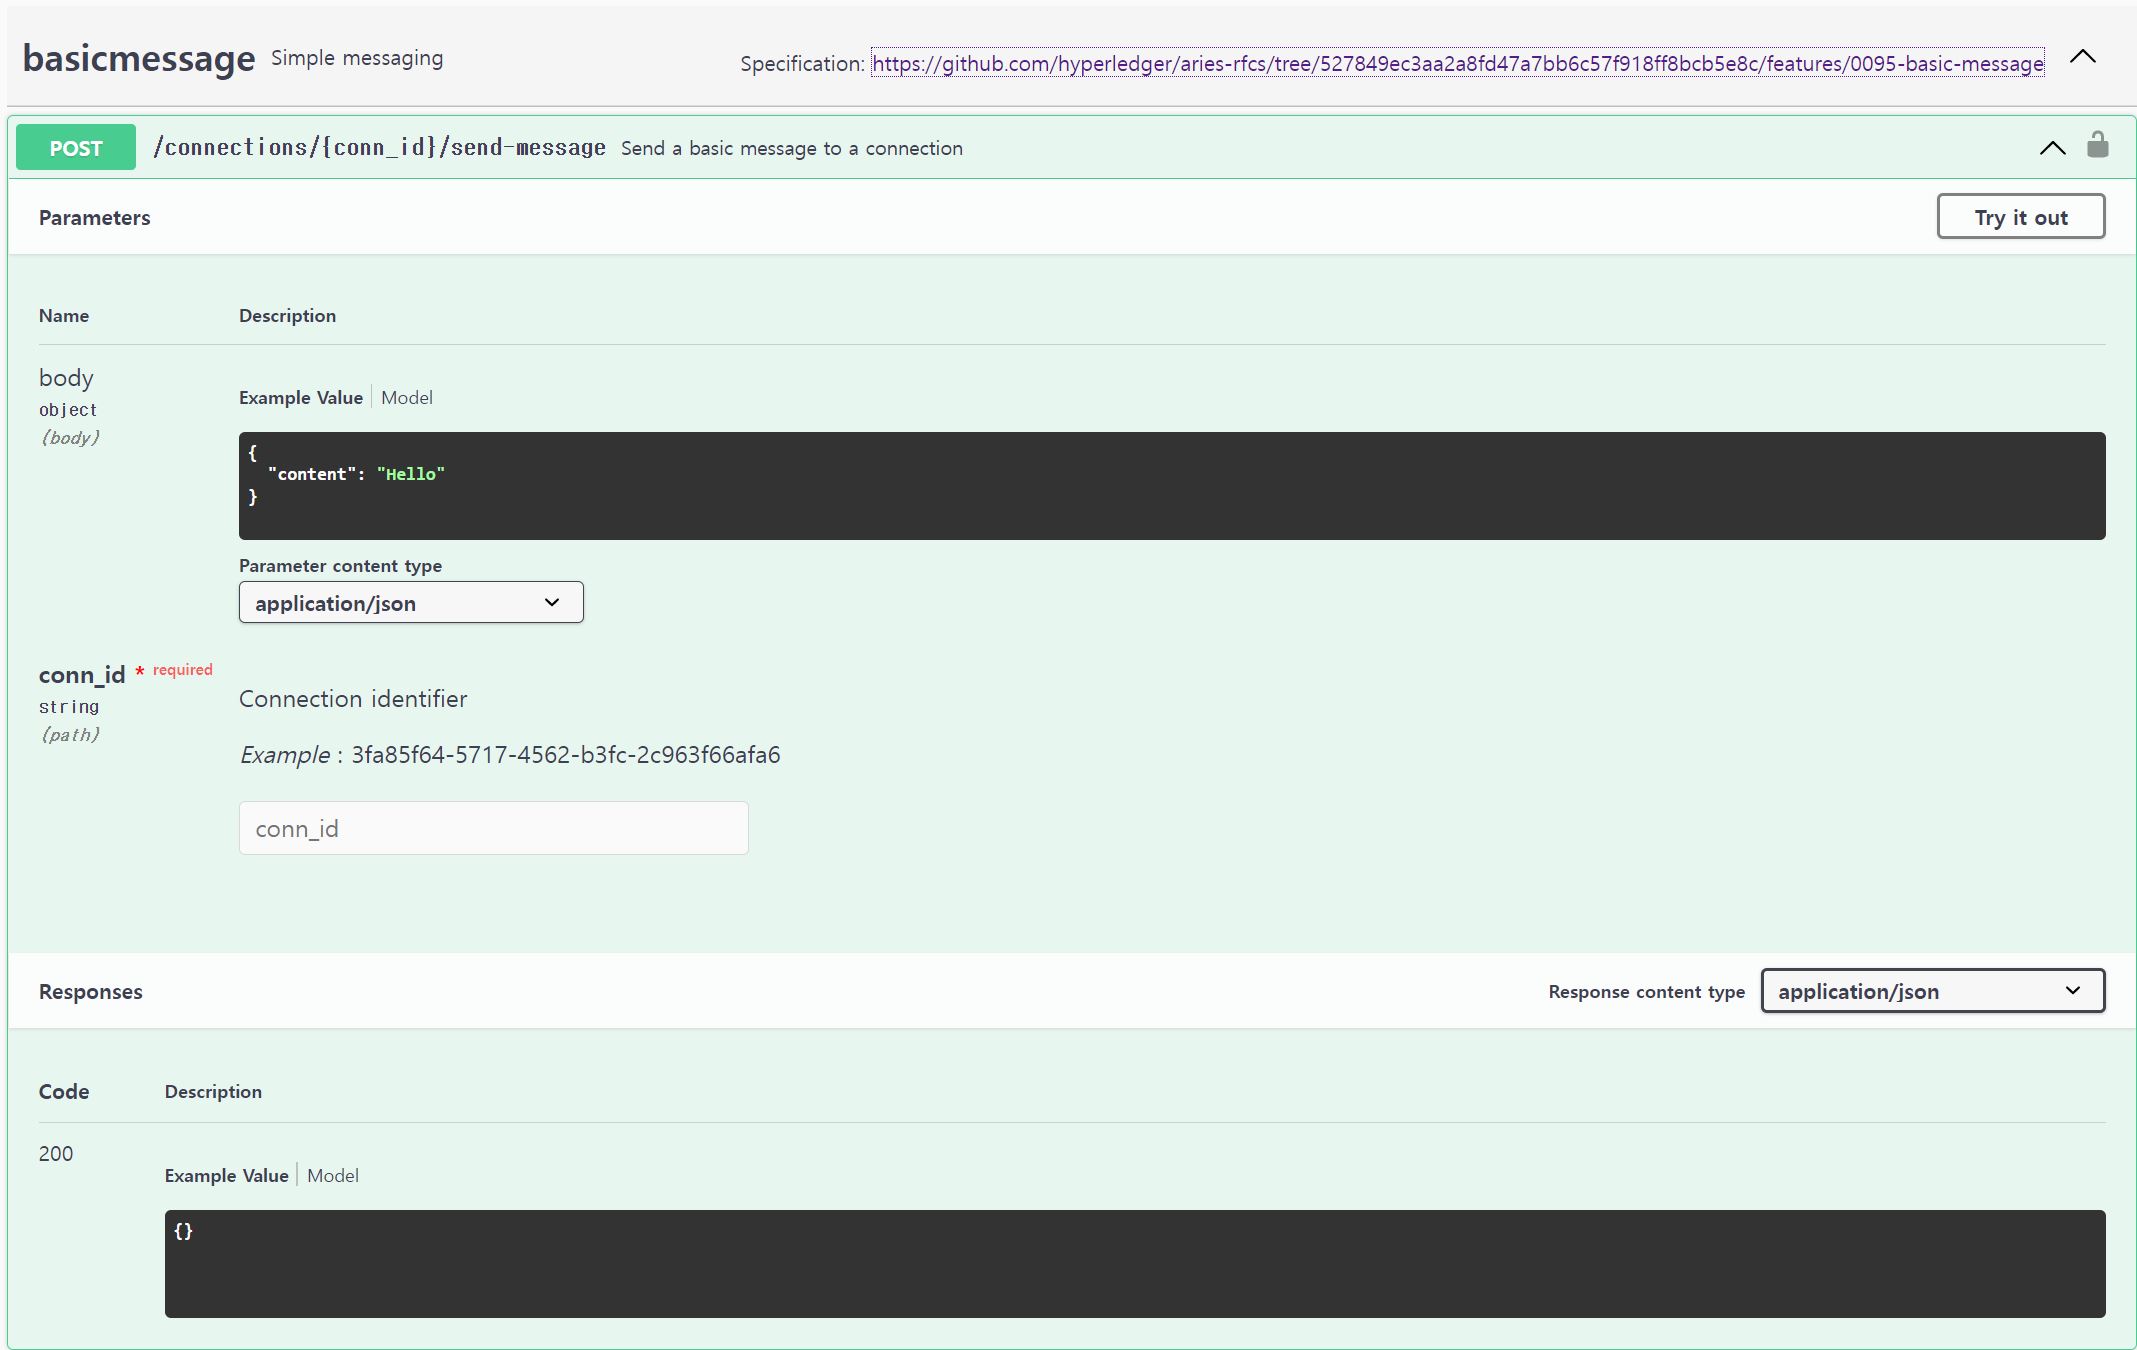 basicmessage Simple messaging Specification: https://github.com/hyperledger/aries-rfcs/tree/527849ec3aa2a8fd47a7bb6c57f918ff8bcb5e8c/features/0095-basic-message
POST /connections/{conn_id}/send-message Send a basic message to a connection
Parameters Try it out
Name Description
body
object
(body)
Example Value Model
{
"content": "Hello"
}
Parameter content type
application/json
conn_id * required
string
(path)
Connection identifier
Example : 3fa85f64-5717-4562-b3fc-2c963f66afa6
conn_id
Responses Response content type application/json
Code Description
200
Example Value Model
{}